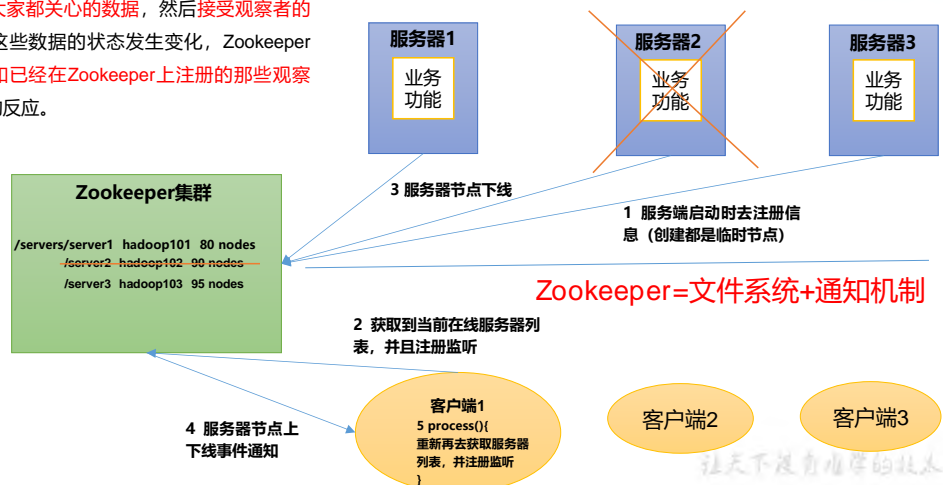 大家都关心的数据，然后接受观察者的
这些数据的状态发生变化，Zookeeper
知已经在Zookeeper上注册的那些观察
的反应。
服务器1
业务
功能
服务器2
业务
功能
服务器3
业务
功能
3 服务器节点下线
1 服务端启动时去注册信
息（创建都是临时节点）
Zookeeper集群
/servers/server1 hadoop101 80 nodes
/server2 hadoop102 90 nodes
/server3 hadoop103 95 nodes
Zookeeper=文件系统+通知机制
2 获取到当前在线服务器列
表，并且注册监听
4 服务器节点上
下线事件通知
客户端1
5 process(){
重新再去获取服务器
列表，并注册监听
}
客户端2
客户端3
让天下没有难学的技术